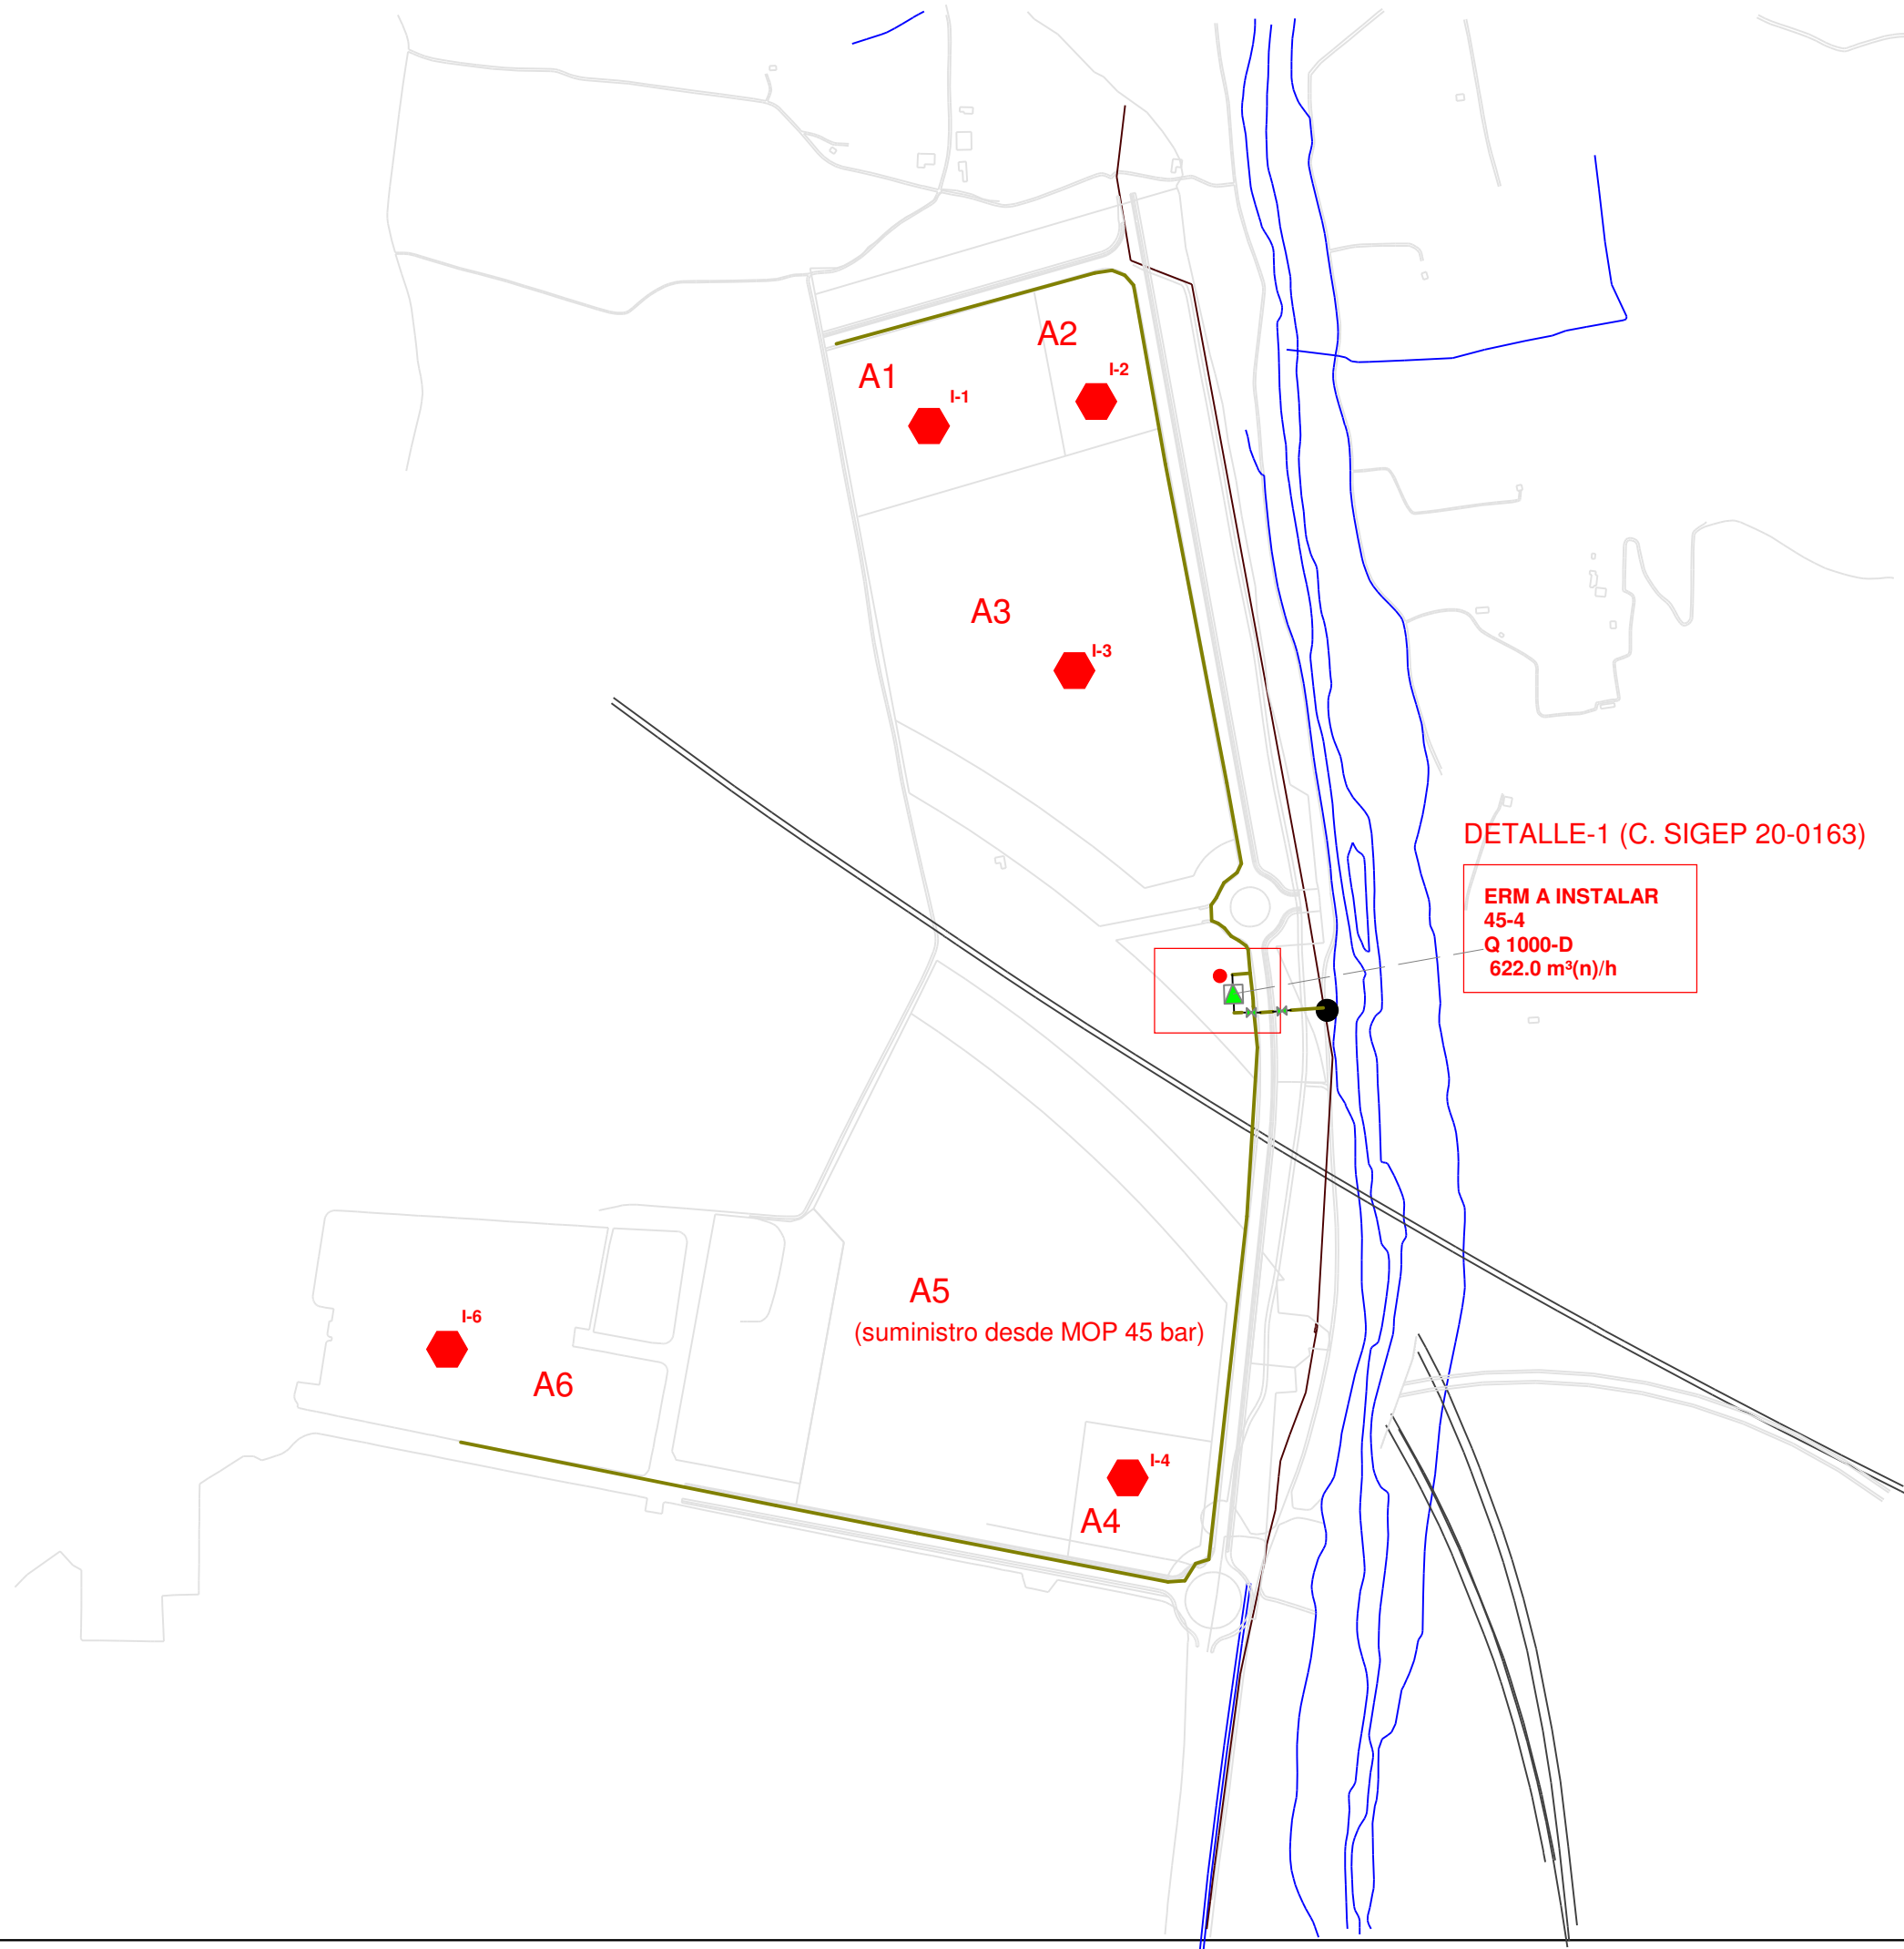 A2
I-2
A1
I-1
A3
I-3
DETALLE-1 (C. SIGEP 20-0163)
ERM A INSTALAR
45-4
Q 1000-D
622.0 m³(n)/h
A5
(suministro desde MOP 45 bar)
I-6
A6
I-4
A4